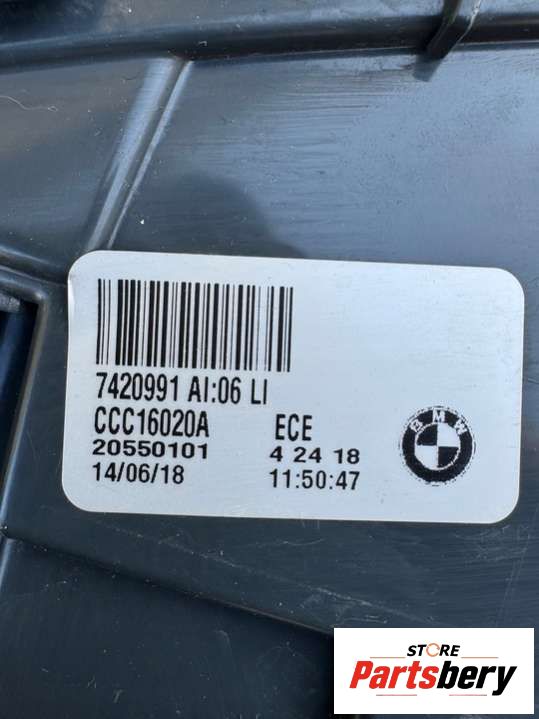 7420991 AI:06 LI
CCC16020A ECE
20550101 4 24 18
14/06/18 11:50:47
BMW
STORE
Partsbery